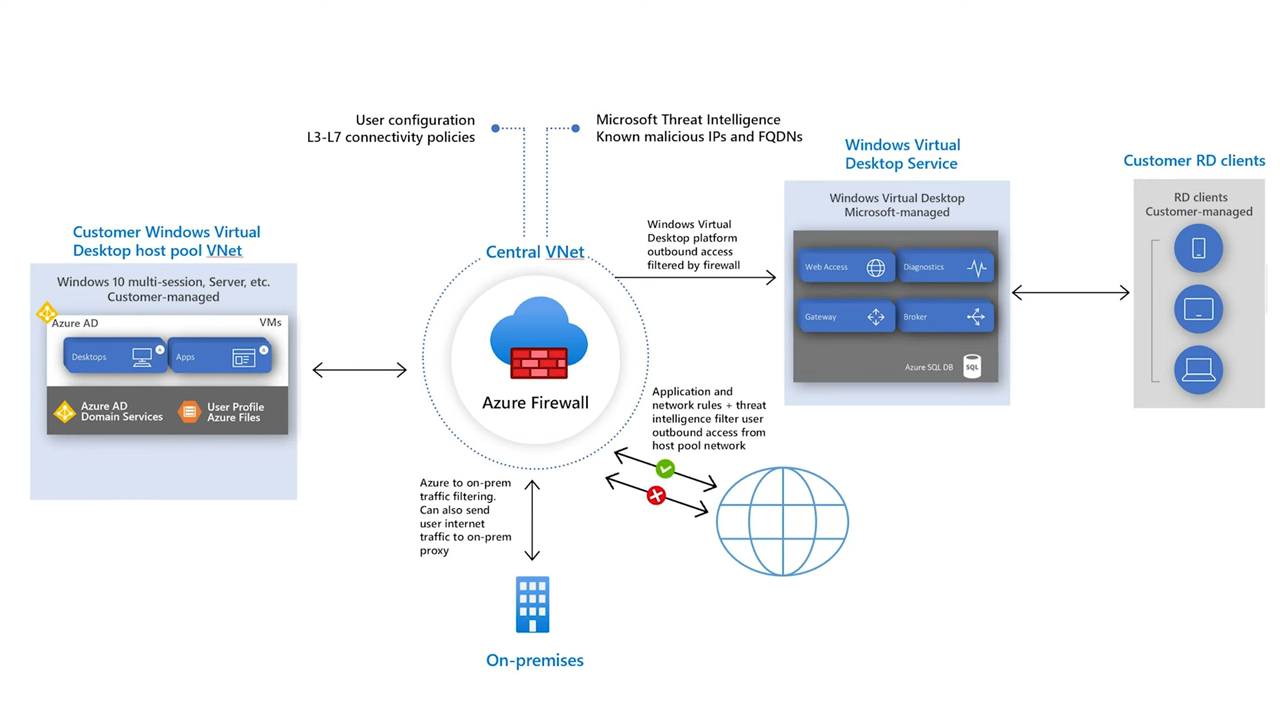 User configuration
L3-L7 connectivity policies
Microsoft Threat Intelligence
Known malicious IPs and FQDNs
Customer Windows Virtual
Desktop host pool VNet
Windows 10 multi-session, Server, etc.
Customer-managed
Azure AD
VMs
Desktops
Apps
Azure AD
Domain Services
User Profile
Azure Files
Central VNet
Azure Firewall
Windows Virtual
Desktop platform
outbound access
filtered by firewall
Windows Virtual
Desktop Service
Windows Virtual Desktop
Microsoft-managed
Web Access
Diagnostics
Gateway
Broker
Azure SQL DB
SQL
Customer RD clients
RD clients
Customer-managed
Application and
network rules + threat
intelligence filter user
outbound access from
host pool network
Azure to on-prem
traffic filtering.
Can also send
user internet
traffic to on-prem
proxy
On-premises